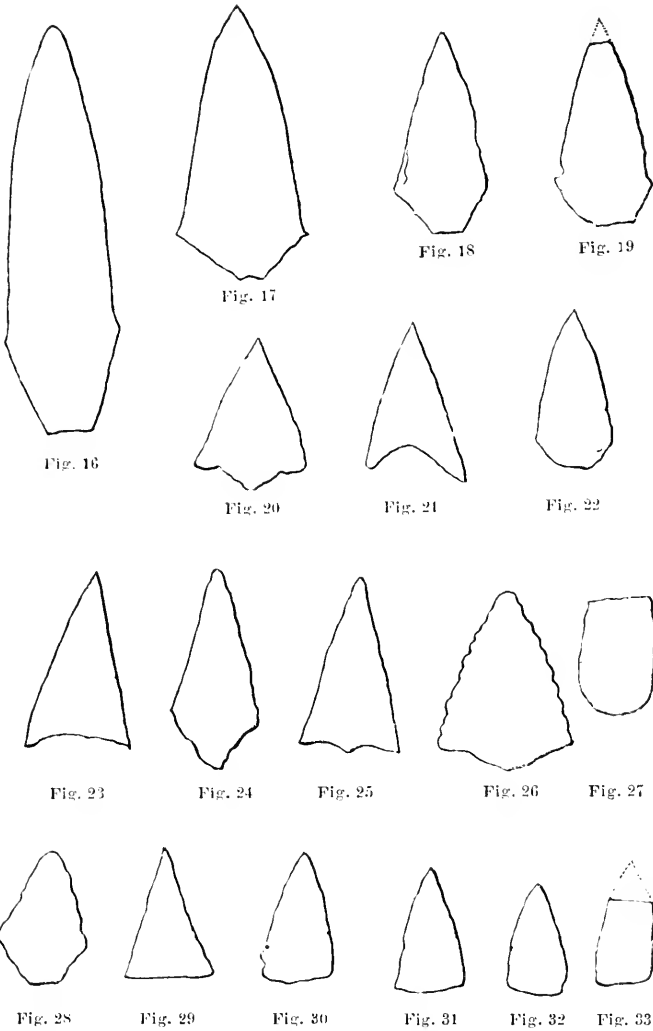 Fig. 16
Fig. 17
Fig. 18
Fig. 19
Fig. 20
Fig. 21
Fig. 22
Fig. 23
Fig. 24
Fig. 25
Fig. 26
Fig. 27
Fig. 28
Fig. 29
Fig. 30
Fig. 31
Fig. 32
Fig. 33